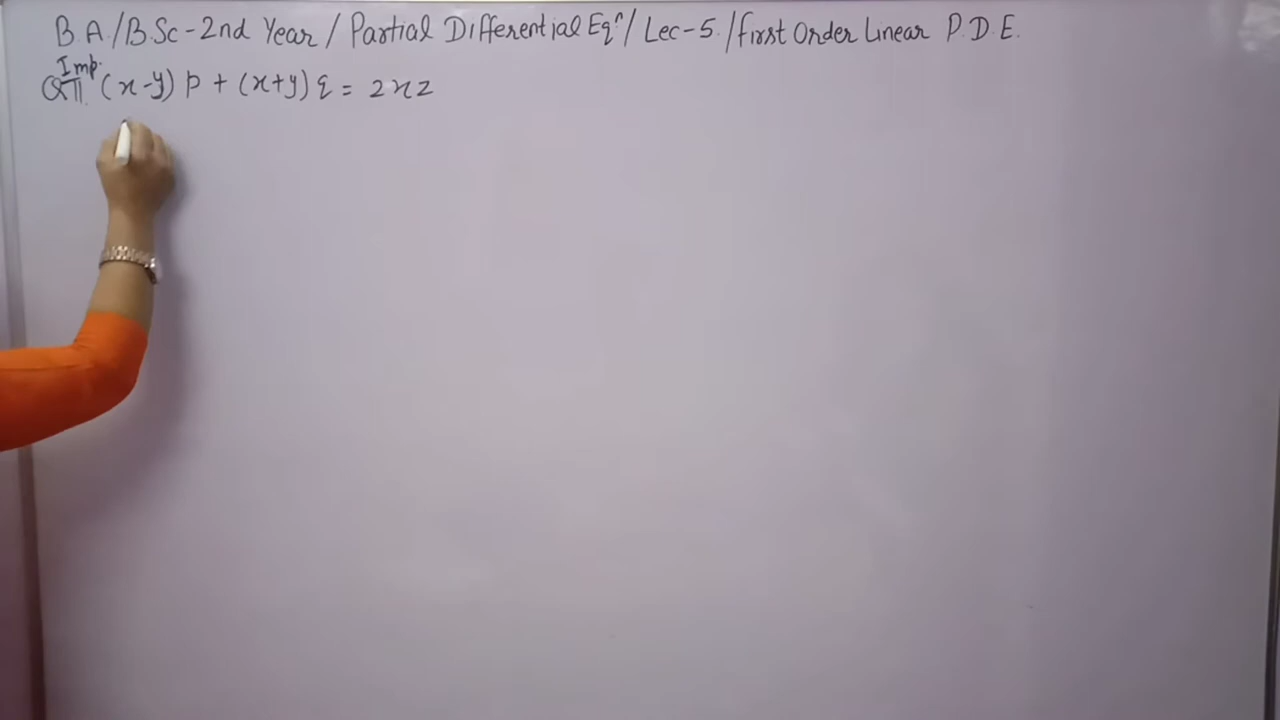 B.A./B.Sc-2nd Year/Partial Differential Eqⁿ/Lec-5./first Order Linear P.D.E.
Imp.
Q11. (x-y) p + (x+y) q = 2xz